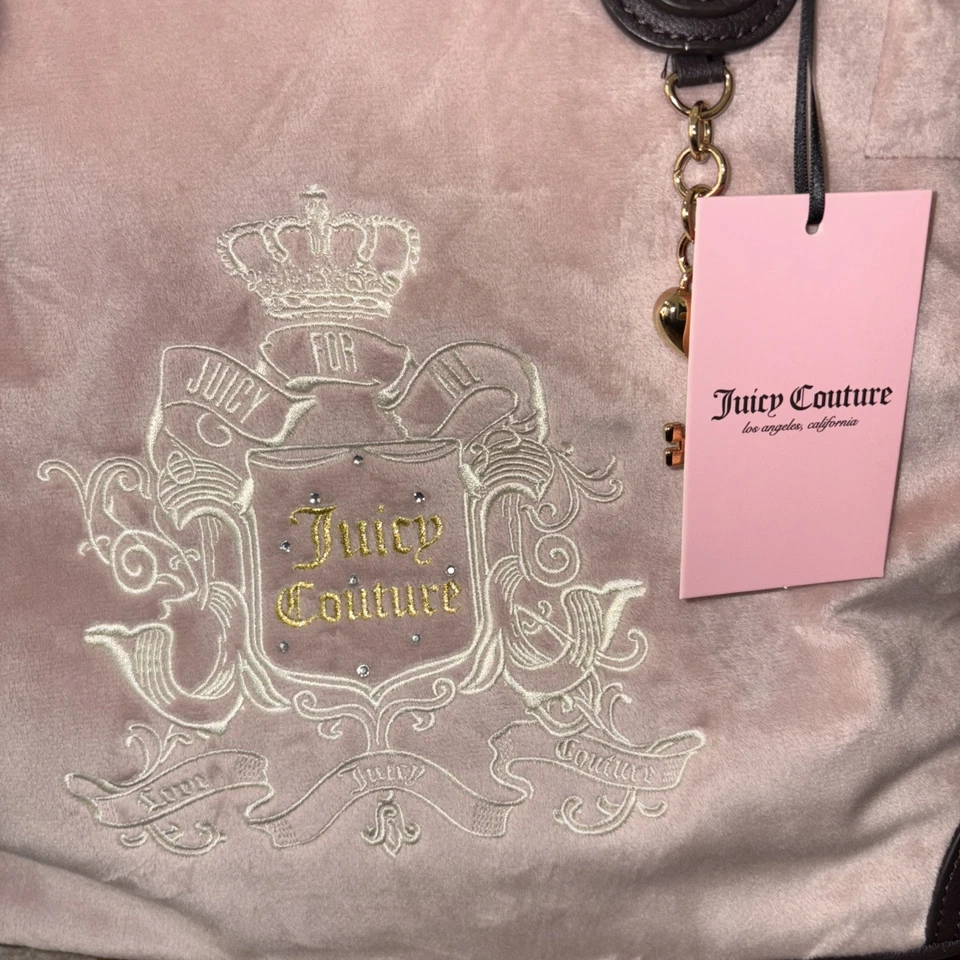 JUICY FOR ALL
Juicy
Couture
Love Juicy Couture
Juicy Couture
los angeles, california